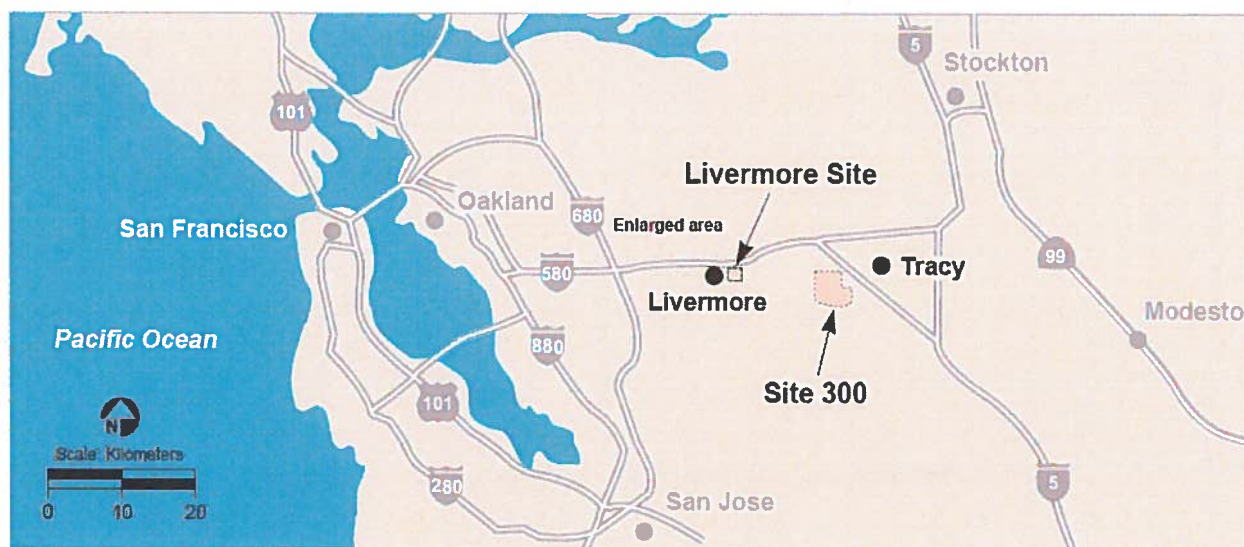 5
Stockton
101
Livermore Site
Oakland
680
Enlarged area
San Francisco
99
580
Tracy
Livermore
Pacific Ocean
880
Modesto
Site 300
101
N
Scale: Kilometers
0 10 20
280
San Jose
5